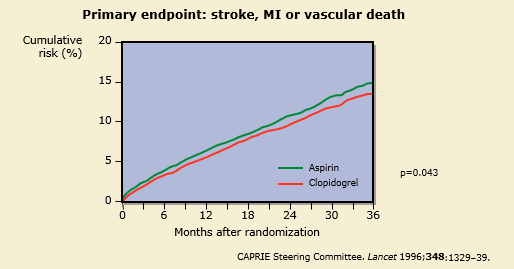 Primary endpoint: stroke, MI or vascular death
Cumulative
risk (%)
20
15
10
5
0
Aspirin
Clopidogrel
p=0.043
0 6 12 18 24 30 36
Months after randomization
CAPRIE Steering Committee. Lancet 1996;348:1329–39.